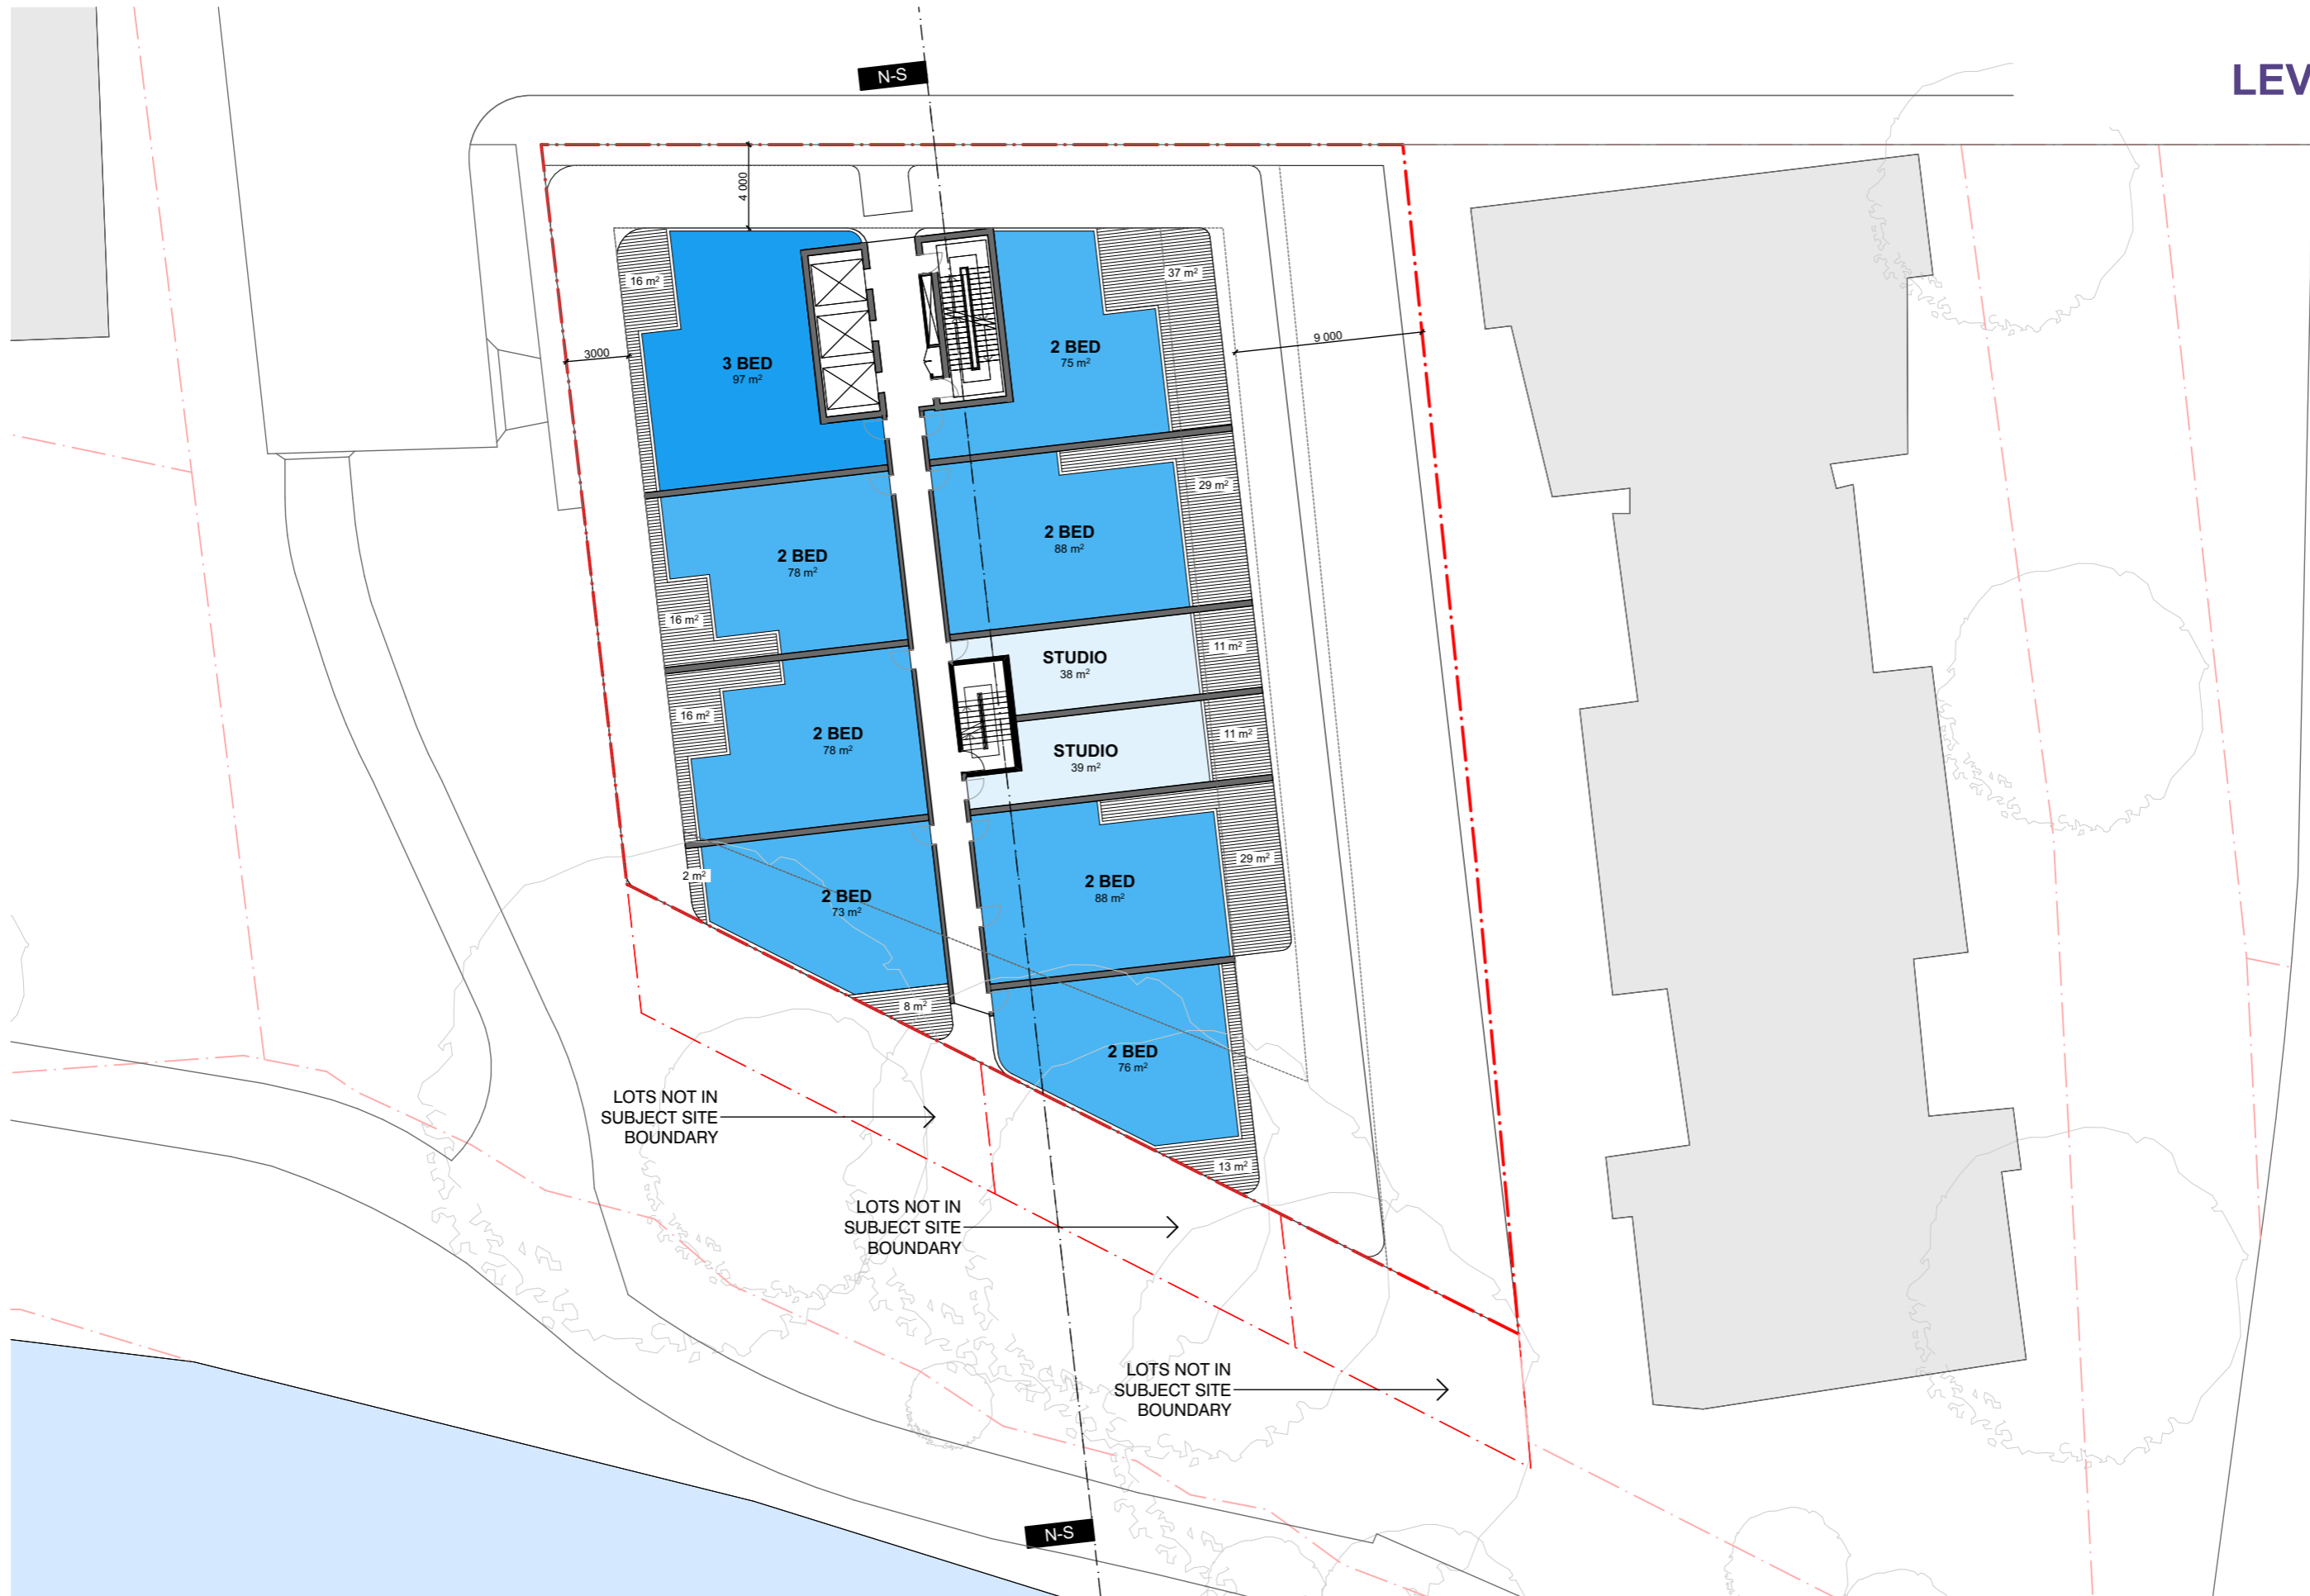 N-S
LEV
4 000
16 m²
37 m²
3000
9 000
3 BED
97 m²
2 BED
75 m²
29 m²
2 BED
88 m²
2 BED
78 m²
16 m²
STUDIO
38 m²
11 m²
16 m²
2 BED
78 m²
STUDIO
39 m²
11 m²
2 m²
2 BED
73 m²
2 BED
88 m²
29 m²
8 m²
2 BED
76 m²
13 m²
LOTS NOT IN
SUBJECT SITE
BOUNDARY
LOTS NOT IN
SUBJECT SITE
BOUNDARY
LOTS NOT IN
SUBJECT SITE
BOUNDARY
N-S